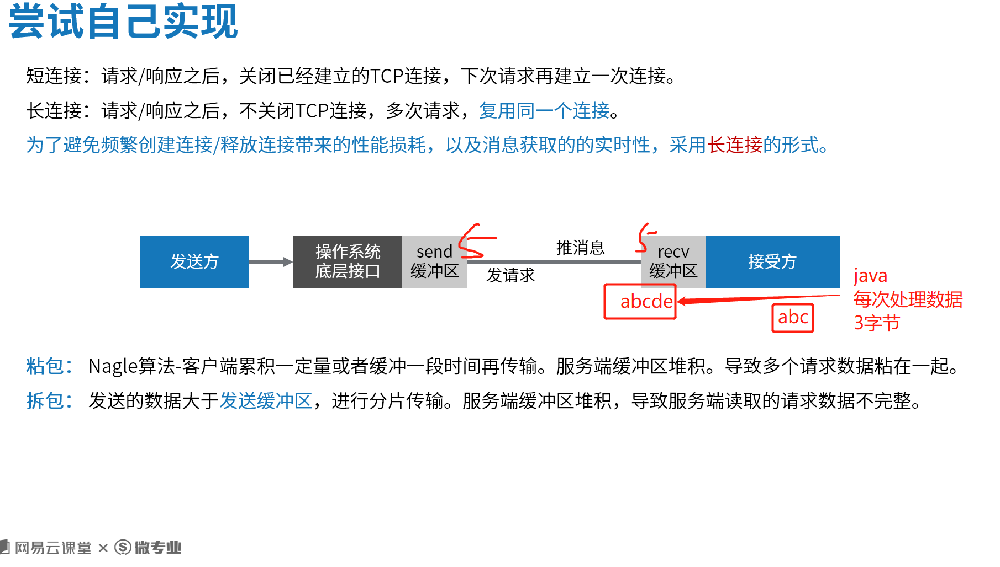 尝试自己实现
短连接：请求/响应之后，关闭已经建立的TCP连接，下次请求再建立一次连接。
长连接：请求/响应之后，不关闭TCP连接，多次请求，复用同一个连接。
为了避免频繁创建连接/释放连接带来的性能损耗，以及消息获取的的实时性，采用长连接的形式。
发送方
操作系统
底层接口
send
缓冲区
推消息
发请求
recv
缓冲区
接受方
java
每次处理数据
3字节
abcde
abc
粘包： Nagle算法-客户端累积一定量或者缓冲一段时间再传输。服务端缓冲区堆积。导致多个请求数据粘在一起。
拆包： 发送的数据大于发送缓冲区，进行分片传输。服务端缓冲区堆积，导致服务端读取的请求数据不完整。
网易云课堂 × S 微专业